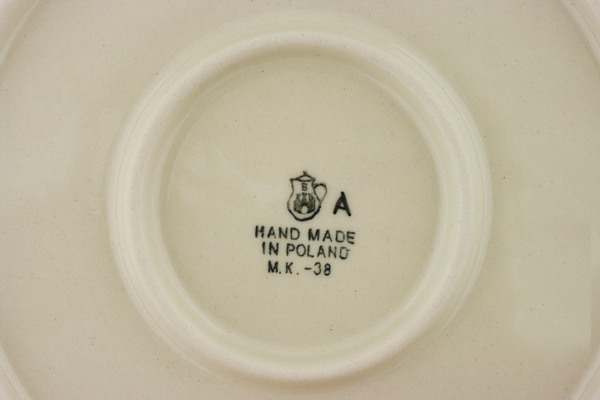 A
HAND MADE
IN POLAND
M.K.-38